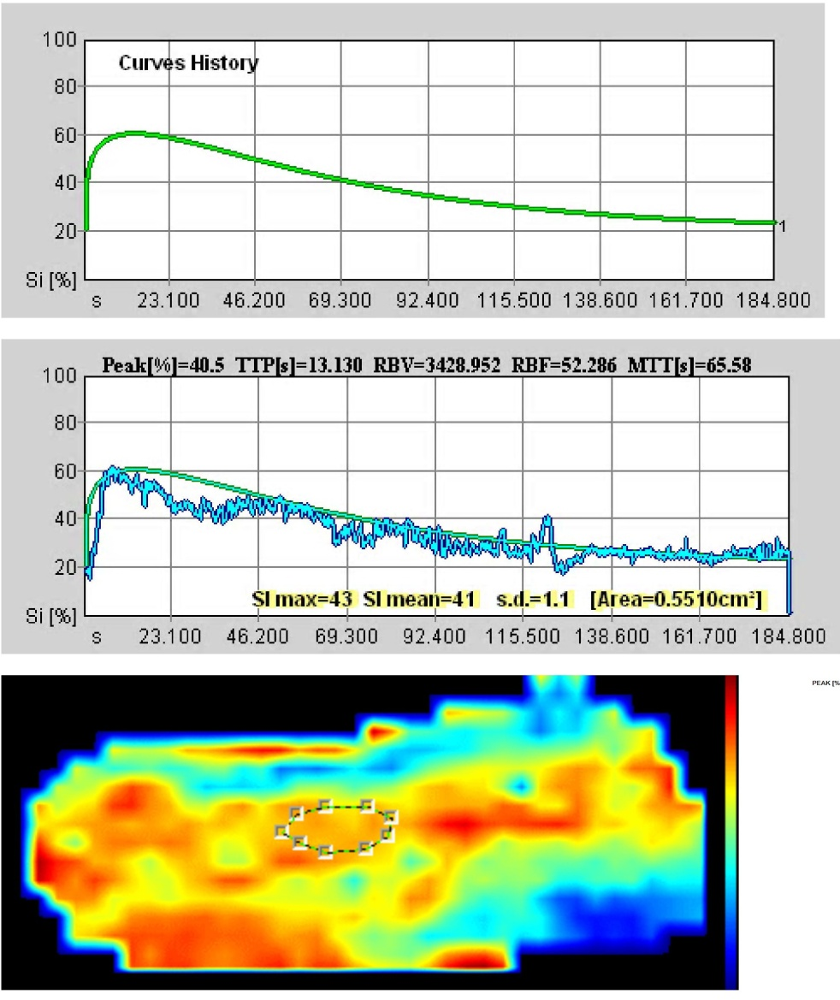 100
Curves History
80
60
40
20
1
Si [%]
s 23.100 46.200 69.300 92.400 115.500 138.600 161.700 184.800
Peak[%]=40.5 TTP[s]=13.130 RBV=3428.952 RBF=52.286 MTT[s]=65.58
100
80
60
40
20
SI max=43 SI mean=41 s.d.=1.1 [Area=0.5510cm²]
Si [%]
s 23.100 46.200 69.300 92.400 115.500 138.600 161.700 184.800
PEAK [%